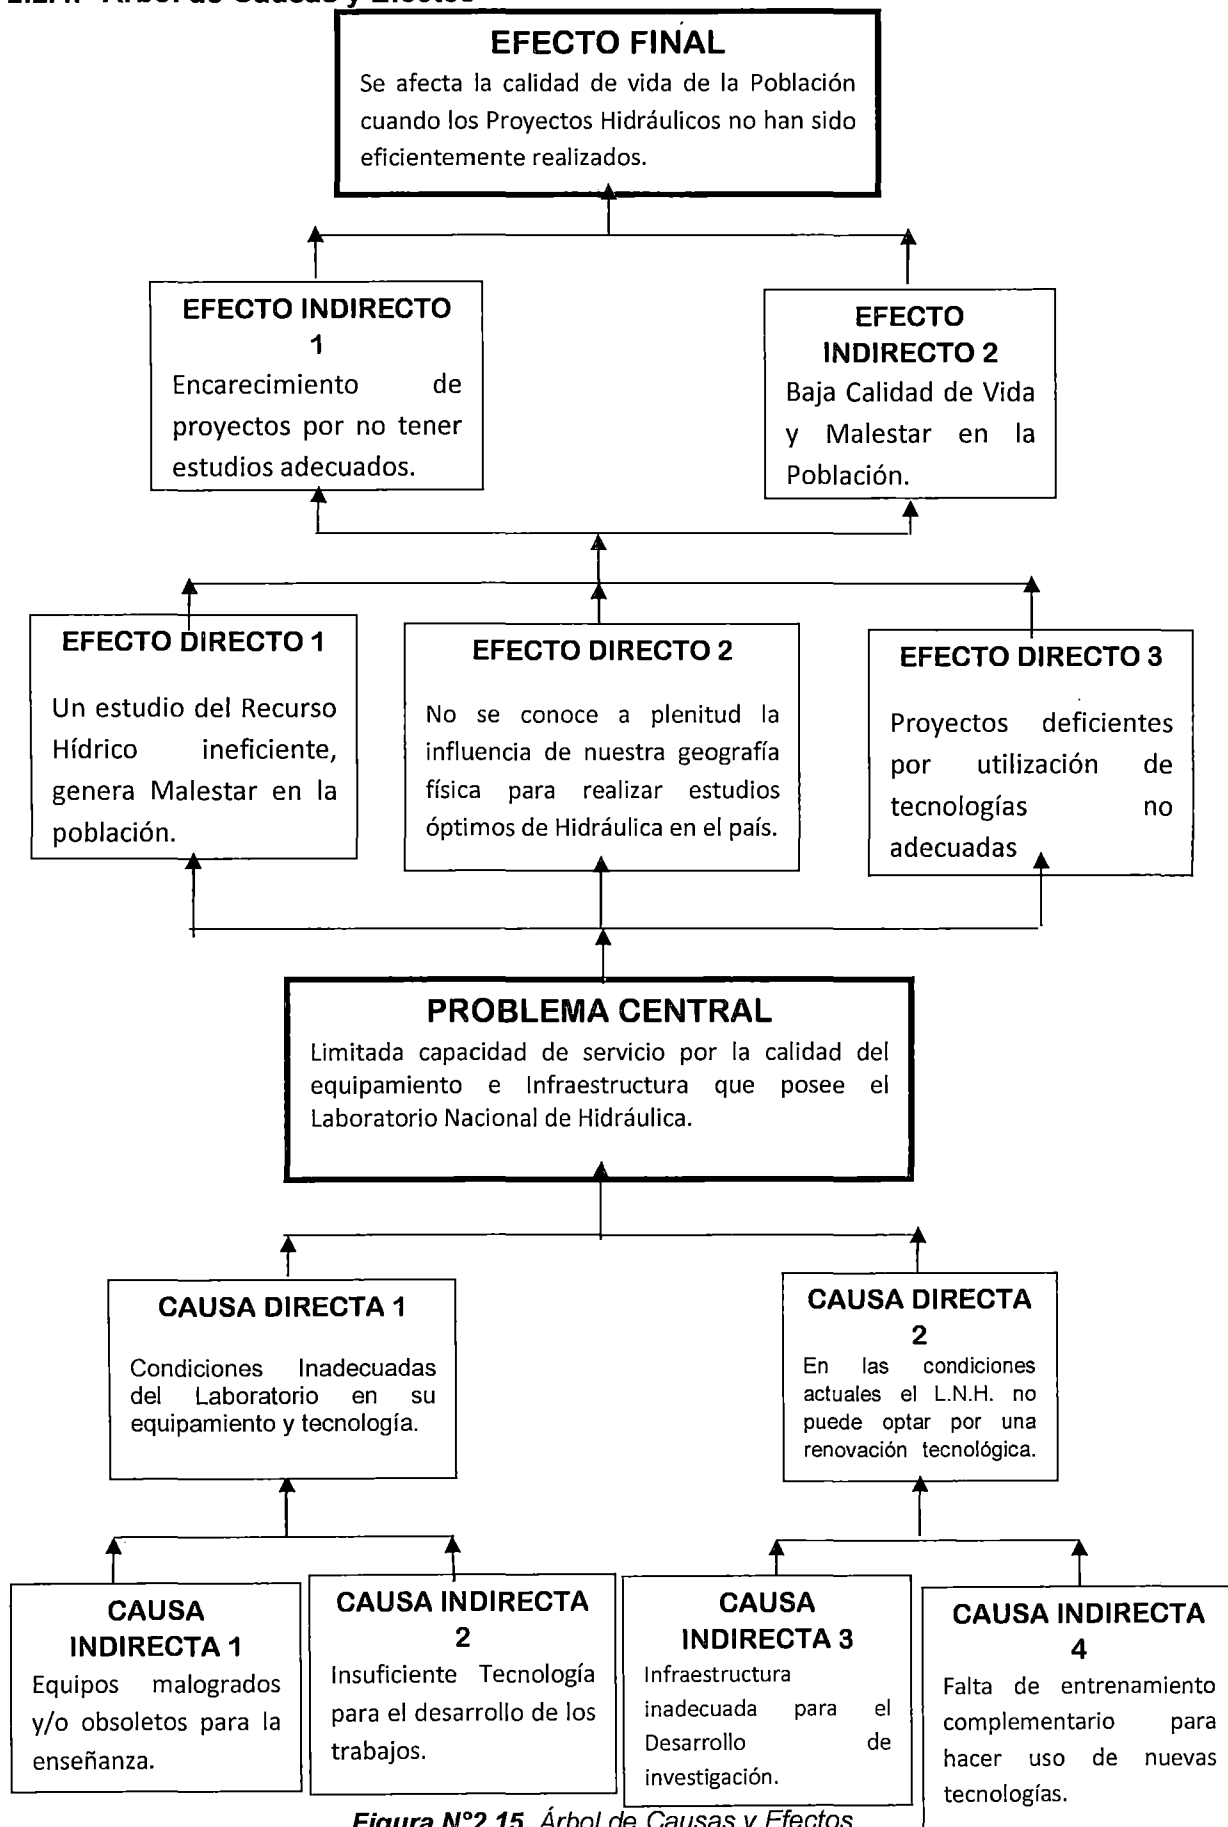 2.2.4.- Árbol de Causas y Efectos
EFECTO FINAL
Se afecta la calidad de vida de la Población
cuando los Proyectos Hidráulicos no han sido
eficientemente realizados.
EFECTO INDIRECTO
1
Encarecimiento de
proyectos por no tener
estudios adecuados.
EFECTO
INDIRECTO 2
Baja Calidad de Vida
y Malestar en la
Población.
EFECTO DIRECTO 1
Un estudio del Recurso
Hídrico ineficiente,
genera Malestar en la
población.
EFECTO DIRECTO 2
No se conoce a plenitud la
influencia de nuestra geografía
física para realizar estudios
óptimos de Hidráulica en el país.
EFECTO DIRECTO 3
Proyectos deficientes
por utilización de
tecnologías no
adecuadas
PROBLEMA CENTRAL
Limitada capacidad de servicio por la calidad del
equipamiento e Infraestructura que posee el
Laboratorio Nacional de Hidráulica.
CAUSA DIRECTA 1
Condiciones Inadecuadas
del Laboratorio en su
equipamiento y tecnología.
CAUSA DIRECTA
2
En las condiciones
actuales el L.N.H. no
puede optar por una
renovación tecnológica.
CAUSA
INDIRECTA 1
Equipos malogrados
y/o obsoletos para la
enseñanza.
CAUSA INDIRECTA
2
Insuficiente Tecnología
para el desarrollo de los
trabajos.
CAUSA
INDIRECTA 3
Infraestructura
inadecuada para el
Desarrollo de
investigación.
CAUSA INDIRECTA
4
Falta de entrenamiento
complementario para
hacer uso de nuevas
tecnologías.
Figura N°2.15. Árbol de Causas y Efectos